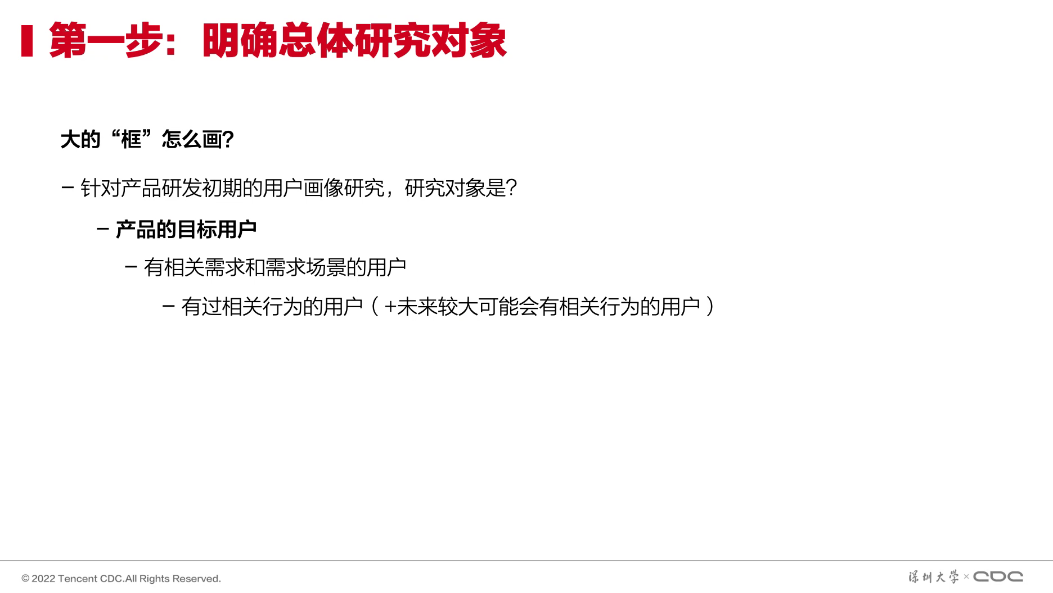 第一步：明确总体研究对象
大的“框”怎么画？
– 针对产品研发初期的用户画像研究，研究对象是？
– 产品的目标用户
– 有相关需求和需求场景的用户
– 有过相关行为的用户（+未来较大可能会有相关行为的用户）
© 2022 Tencent CDC.All Rights Reserved.
深圳大学 × CDC